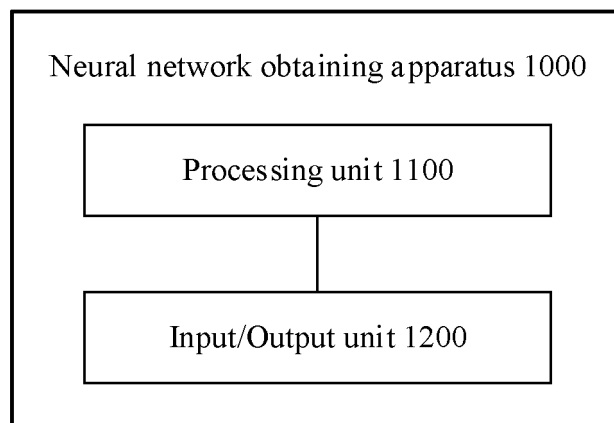 Neural network obtaining apparatus 1000
Processing unit 1100
Input/Output unit 1200